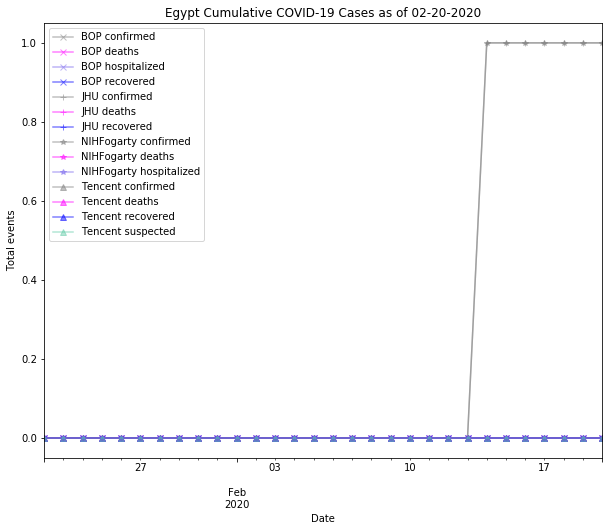 Egypt Cumulative COVID-19 Cases as of 02-20-2020
BOP confirmed
BOP deaths
BOP hospitalized
BOP recovered
JHU confirmed
JHU deaths
JHU recovered
NIHFogarty confirmed
NIHFogarty deaths
NIHFogarty hospitalized
Tencent confirmed
Tencent deaths
Tencent recovered
Tencent suspected
Total events
1.0
0.8
0.6
0.4
0.2
0.0
27
03
10
17
Feb
2020
Date